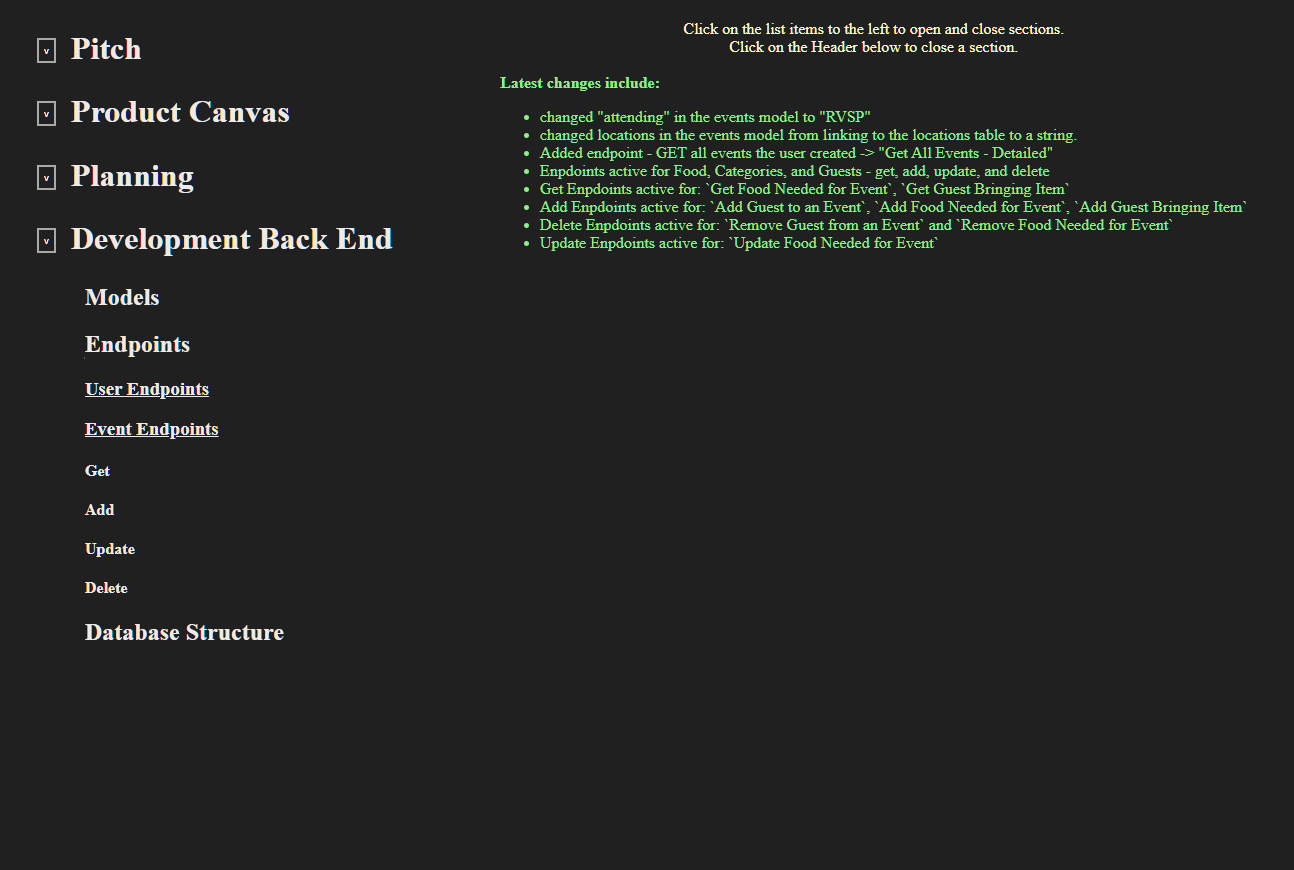 v Pitch
v Product Canvas
v Planning
v Development Back End
Models
Endpoints
User Endpoints
Event Endpoints
Get
Add
Update
Delete
Database Structure
Click on the list items to the left to open and close sections.
Click on the Header below to close a section.
Latest changes include:
• changed "attending" in the events model to "RVSP"
• changed locations in the events model from linking to the locations table to a string.
• Added endpoint - GET all events the user created -> "Get All Events - Detailed"
• Enpdoints active for Food, Categories, and Guests - get, add, update, and delete
• Get Enpdoints active for: `Get Food Needed for Event`, `Get Guest Bringing Item`
• Add Enpdoints active for: `Add Guest to an Event`, `Add Food Needed for Event`, `Add Guest Bringing Item`
• Delete Enpdoints active for: `Remove Guest from an Event` and `Remove Food Needed for Event`
• Update Enpdoints active for: `Update Food Needed for Event`